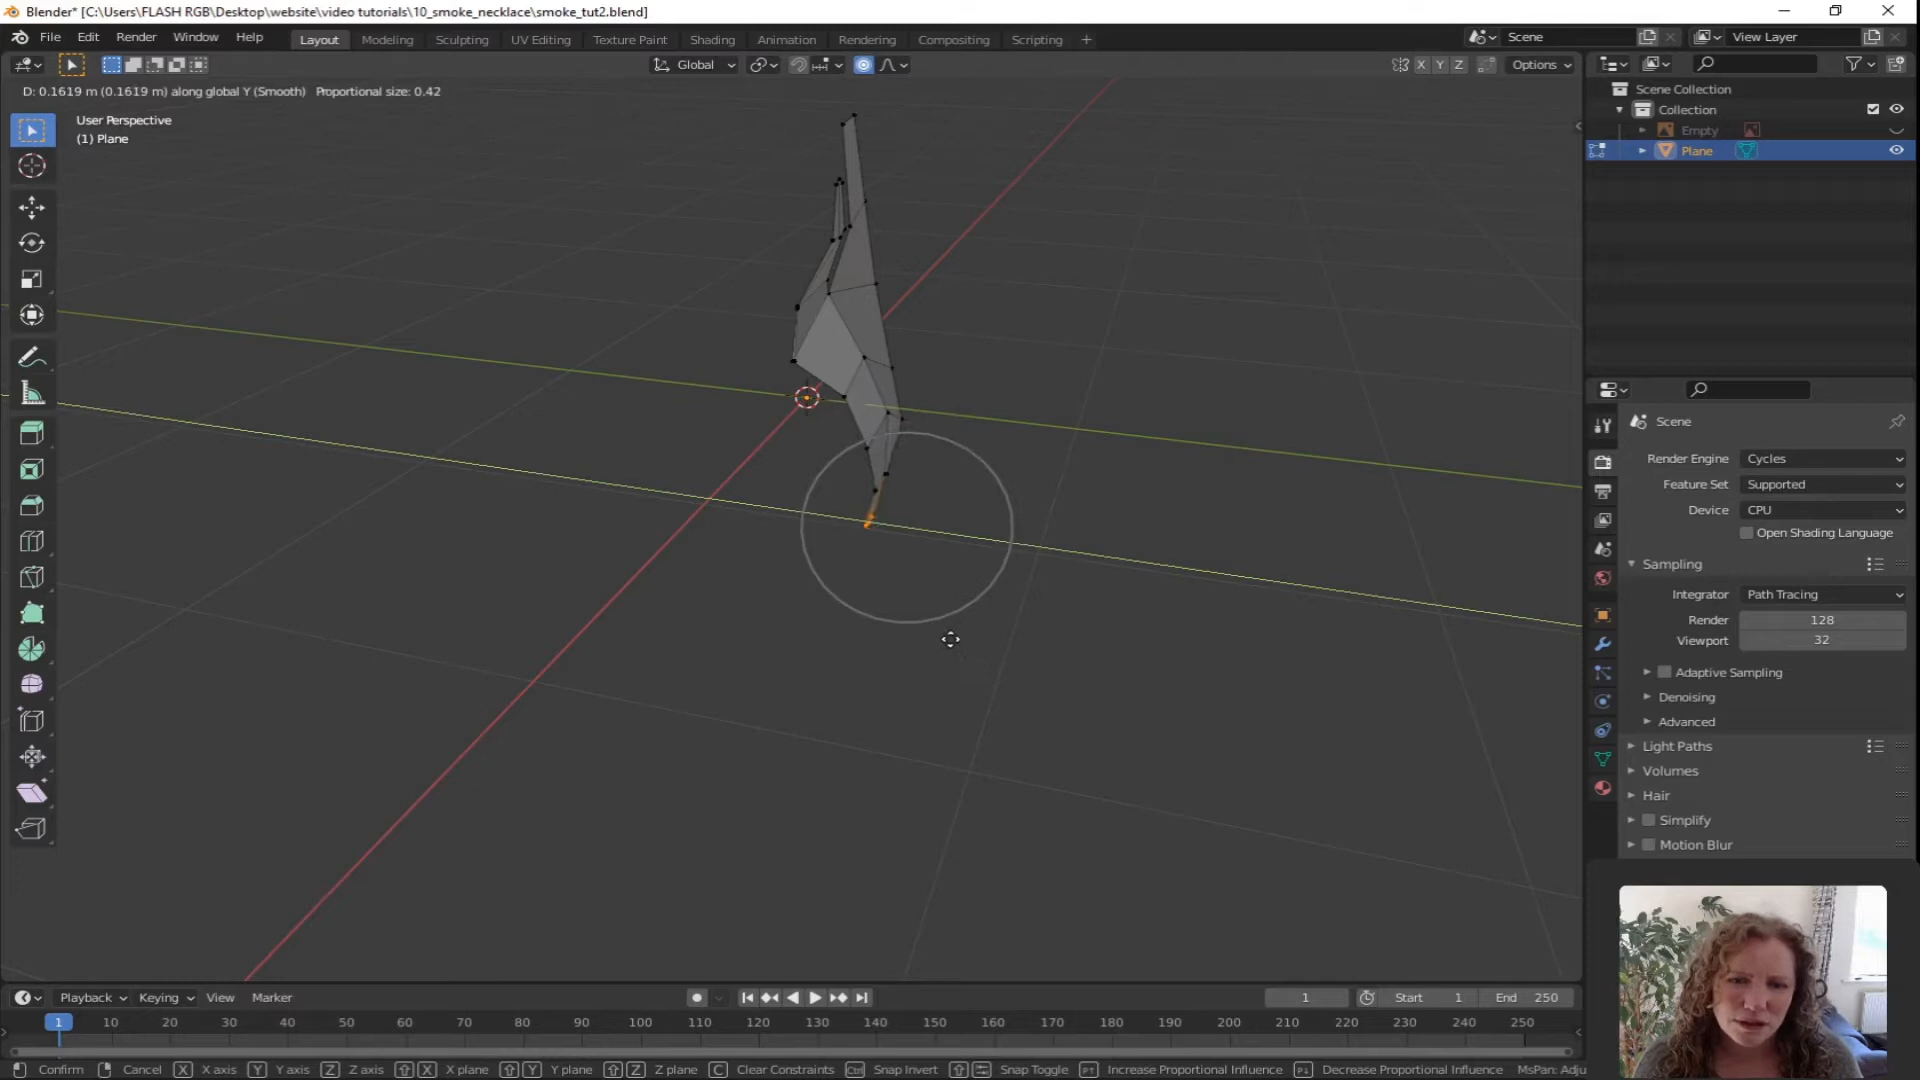 Blender* [C:\Users\FLASH RGB\Desktop\website\video tutorials\10_smoke_necklace\smoke_tut2.blend]
File Edit Render Window Help Layout Modeling Sculpting UV Editing Texture Paint Shading Animation Rendering Compositing Scripting + Scene View Layer
Global X Y Z Options
D: 0.1619 m (0.1619 m) along global Y (Smooth) Proportional size: 0.42
User Perspective
(1) Plane
Scene Collection
Collection
Empty
Plane
Scene
Render Engine Cycles
Feature Set Supported
Device CPU
Open Shading Language
Sampling
Integrator Path Tracing
Render 128
Viewport 32
Adaptive Sampling
Denoising
Advanced
Light Paths
Volumes
Hair
Simplify
Motion Blur
Playback Keying View Marker 1 Start 1 End 250
1 10 20 30 40 50 60 70 80 90 100 110 120 130 140 150 160 170 180 190 200 210 220 230 240 250
Confirm Cancel X X axis Y Y axis Z Z axis X X plane Y Y plane Z Z plane C Clear Constraints Ctrl Snap Invert Snap Toggle Increase Proportional Influence Decrease Proportional Influence MsPan: Adju